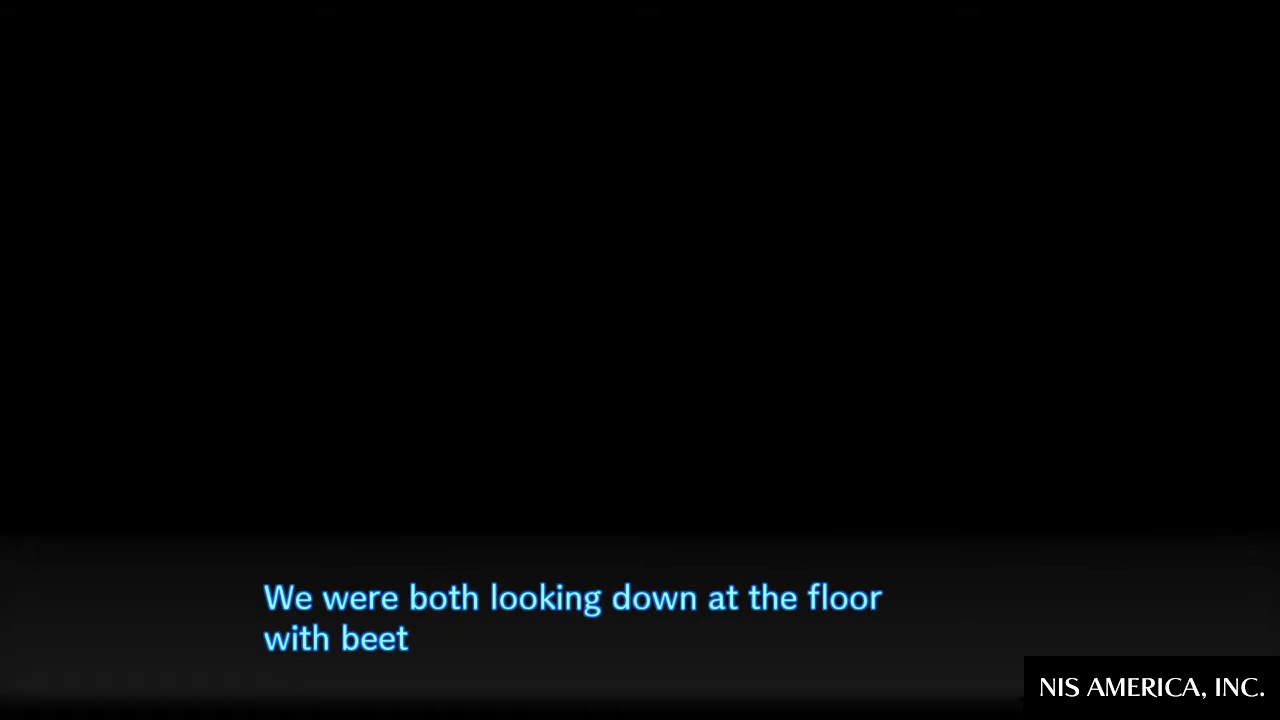 We were both looking down at the floor
with beet
NIS AMERICA, INC.